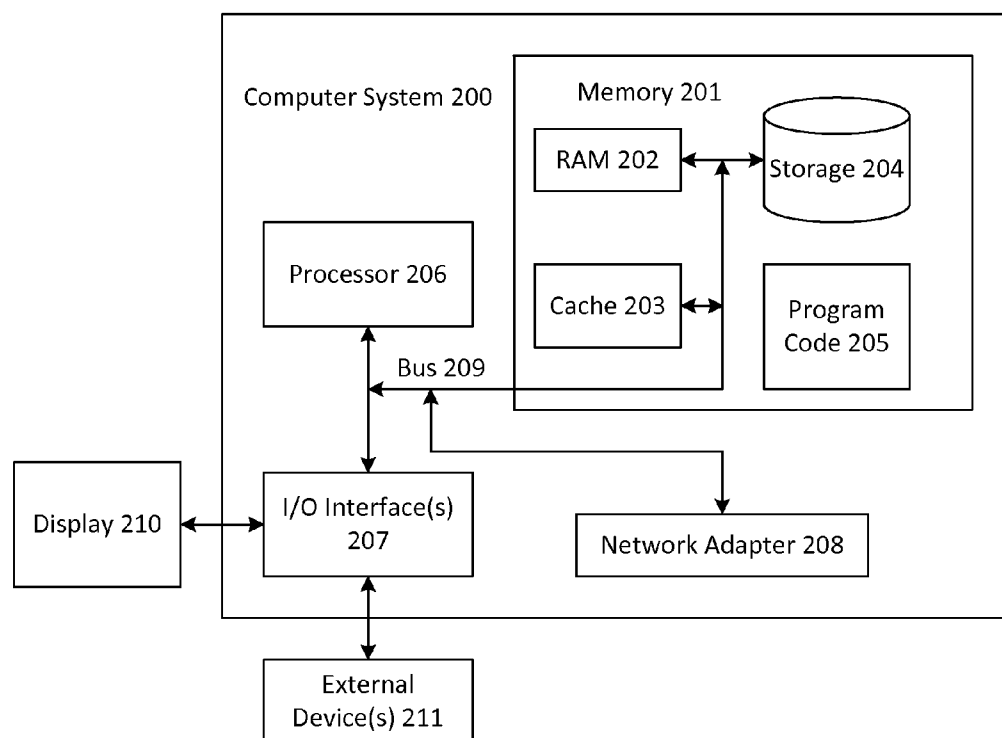 Computer System 200
Memory 201
RAM 202
Storage 204
Processor 206
Cache 203
Program
Code 205
Bus 209
Display 210
I/O Interface(s)
207
Network Adapter 208
External
Device(s) 211